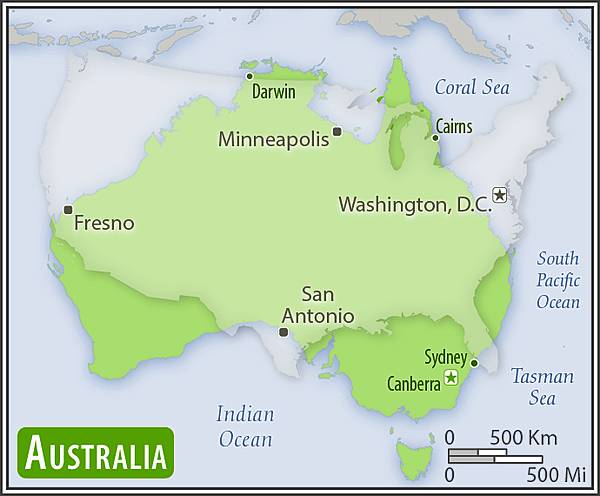 Coral Sea
Darwin
Cairns
Minneapolis
Washington, D.C.
Fresno
South
Pacific
Ocean
San
Antonio
Sydney
Canberra
Tasman
Sea
Indian
Ocean
AUSTRALIA
0 500 Km
0 500 Mi